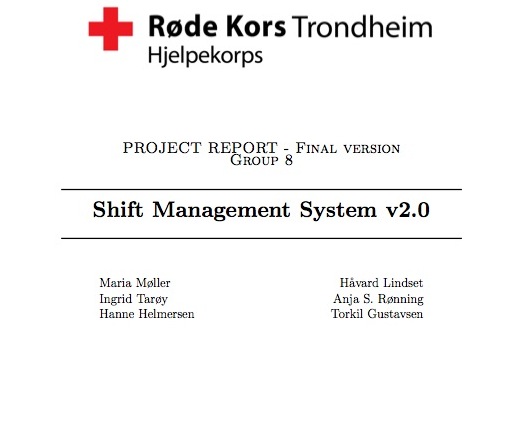 Røde Kors Trondheim
Hjelpekorps
PROJECT REPORT - Final version
Group 8
Shift Management System v2.0
Maria Møller
Håvard Lindset
Ingrid Tarøy
Anja S. Rønning
Hanne Helmersen
Torkil Gustavsen